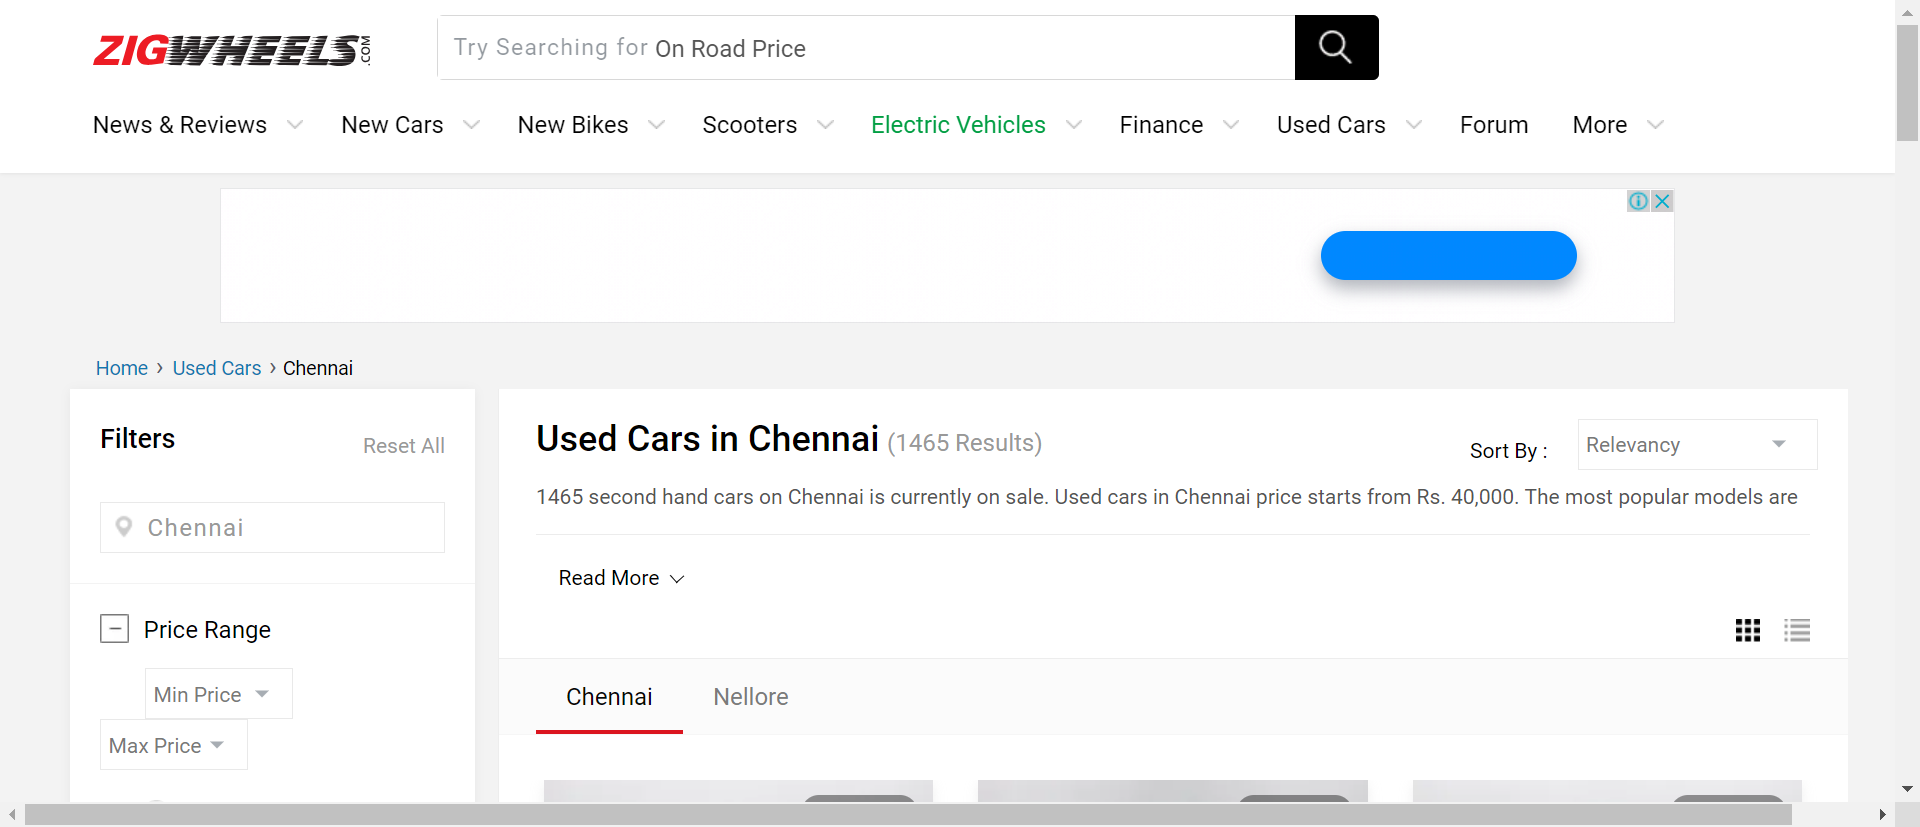 ZIGWHEELS.COM
Try Searching for On Road Price
News & Reviews New Cars New Bikes Scooters Electric Vehicles Finance Used Cars Forum More
Home › Used Cars › Chennai
Filters
Reset All
Chennai
Price Range
Min Price
Max Price
Used Cars in Chennai (1465 Results)
Sort By :
Relevancy
1465 second hand cars on Chennai is currently on sale. Used cars in Chennai price starts from Rs. 40,000. The most popular models are
Read More
Chennai Nellore